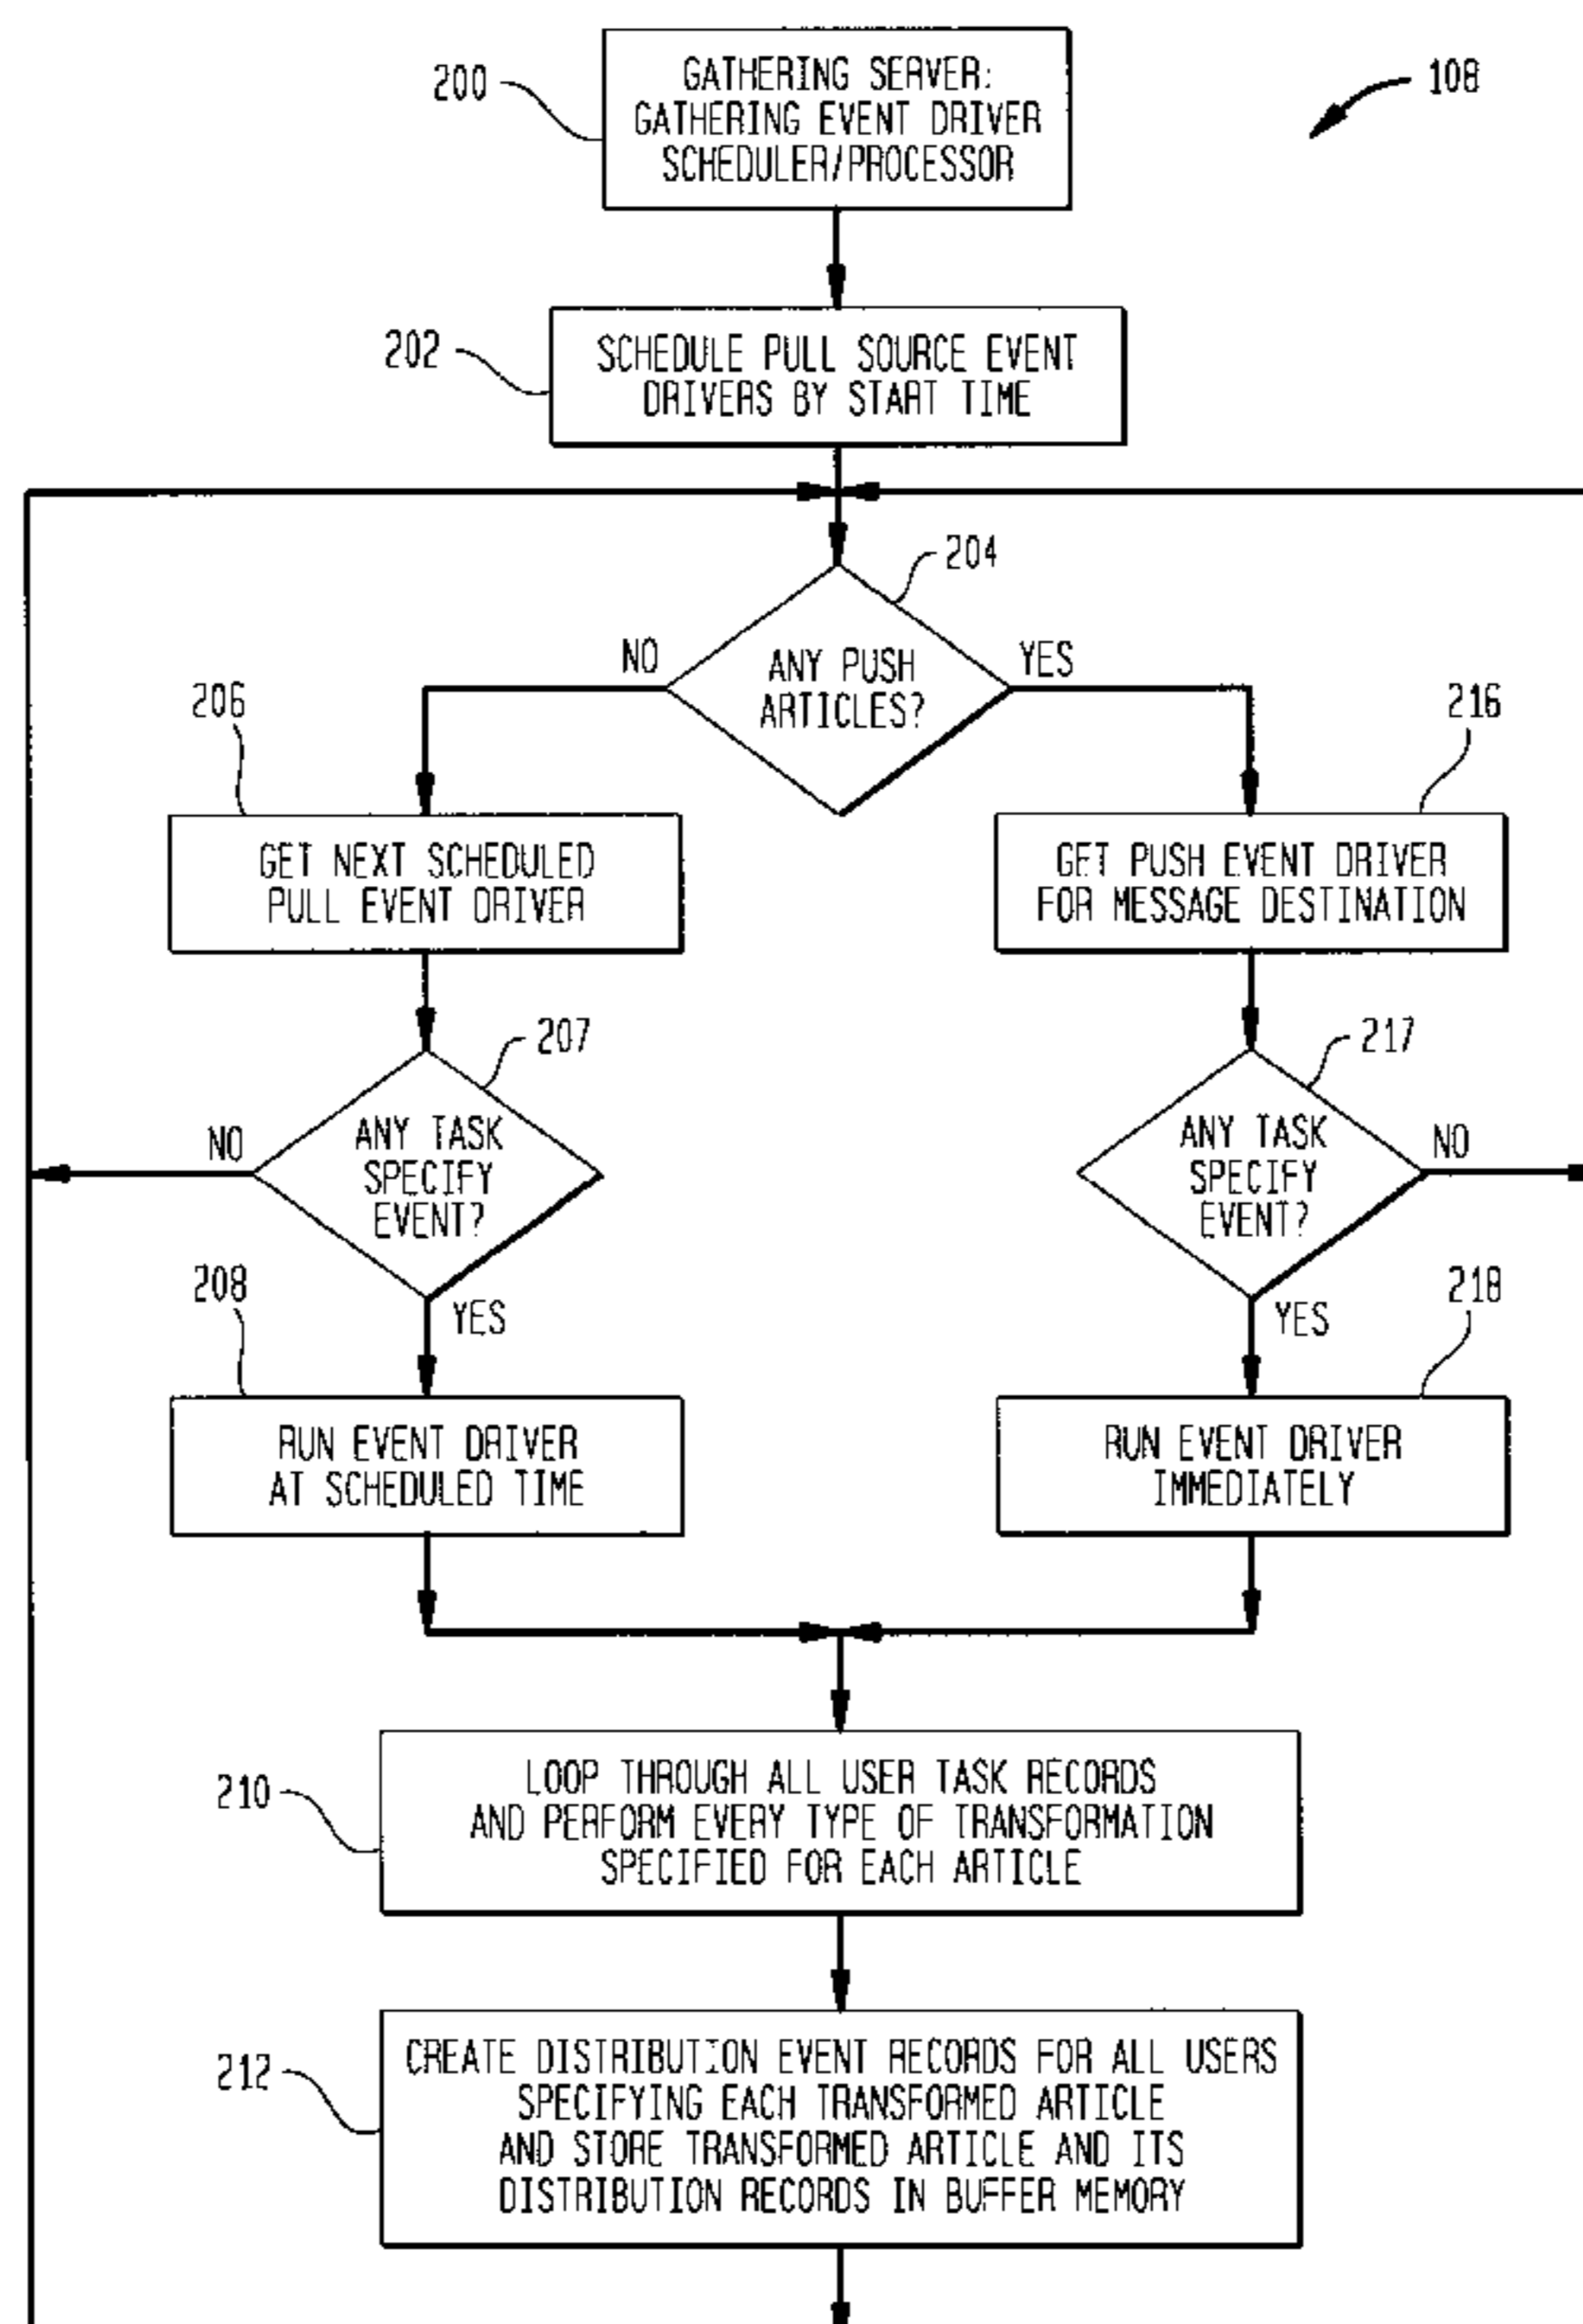 200
GATHERING SERVER:
GATHERING EVENT DRIVER
SCHEDULER/PROCESSOR
108
202
SCHEDULE PULL SOURCE EVENT
DRIVERS BY START TIME
204
NO
ANY PUSH
ARTICLES?
YES
206
216
GET NEXT SCHEDULED
PULL EVENT DRIVER
GET PUSH EVENT DRIVER
FOR MESSAGE DESTINATION
207
217
NO
ANY TASK
SPECIFY
EVENT?
ANY TASK
SPECIFY
EVENT?
NO
208
YES
218
YES
RUN EVENT DRIVER
AT SCHEDULED TIME
RUN EVENT DRIVER
IMMEDIATELY
210
LOOP THROUGH ALL USER TASK RECORDS
AND PERFORM EVERY TYPE OF TRANSFORMATION
SPECIFIED FOR EACH ARTICLE
212
CREATE DISTRIBUTION EVENT RECORDS FOR ALL USERS
SPECIFYING EACH TRANSFORMED ARTICLE
AND STORE TRANSFORMED ARTICLE AND ITS
DISTRIBUTION RECORDS IN BUFFER MEMORY